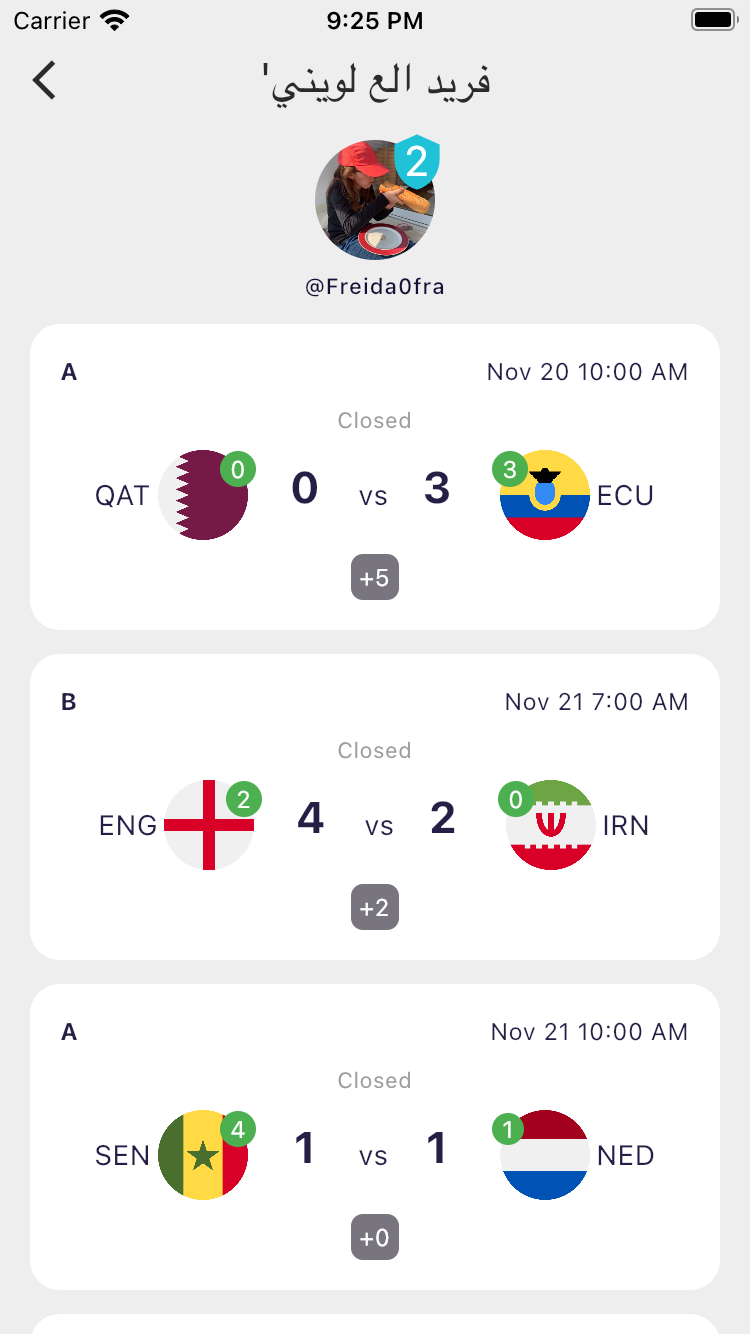 Carrier 9:25 PM
فريد الع لويني'
2
@Freida0fra
A Nov 20 10:00 AM
Closed
QAT 0 0 vs 3 3 ECU
+5
B Nov 21 7:00 AM
Closed
ENG 2 4 vs 2 0 IRN
+2
A Nov 21 10:00 AM
Closed
SEN 4 1 vs 1 1 NED
+0